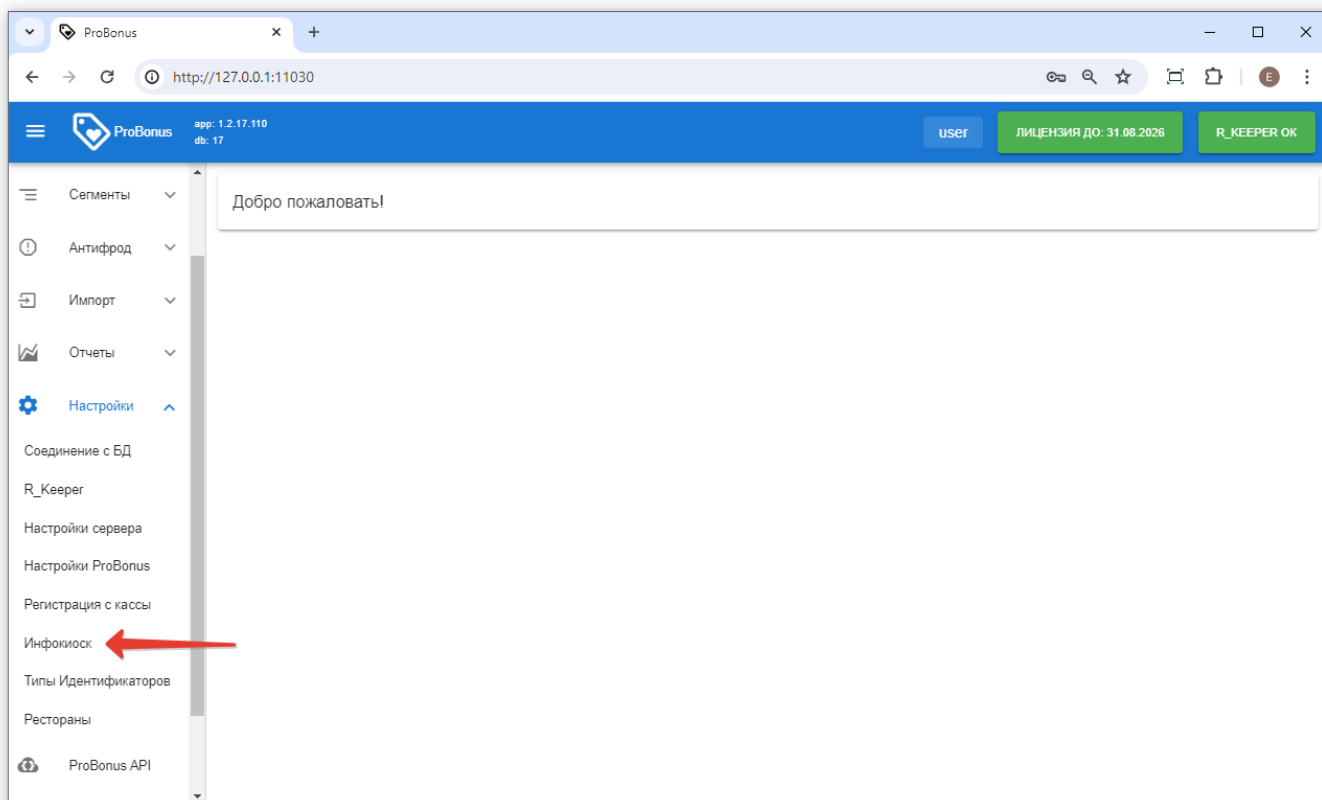 ProBonus
http://127.0.0.1:11030
E
ProBonus
app: 1.2.17.110
db: 17
user
ЛИЦЕНЗИЯ ДО: 31.08.2026
R_KEEPER OK
Сегменты
Добро пожаловать!
Антифрод
Импорт
Отчеты
Настройки
Соединение с БД
R_Keeper
Настройки сервера
Настройки ProBonus
Регистрация с кассы
Инфокиоск
Типы Идентификаторов
Рестораны
ProBonus API